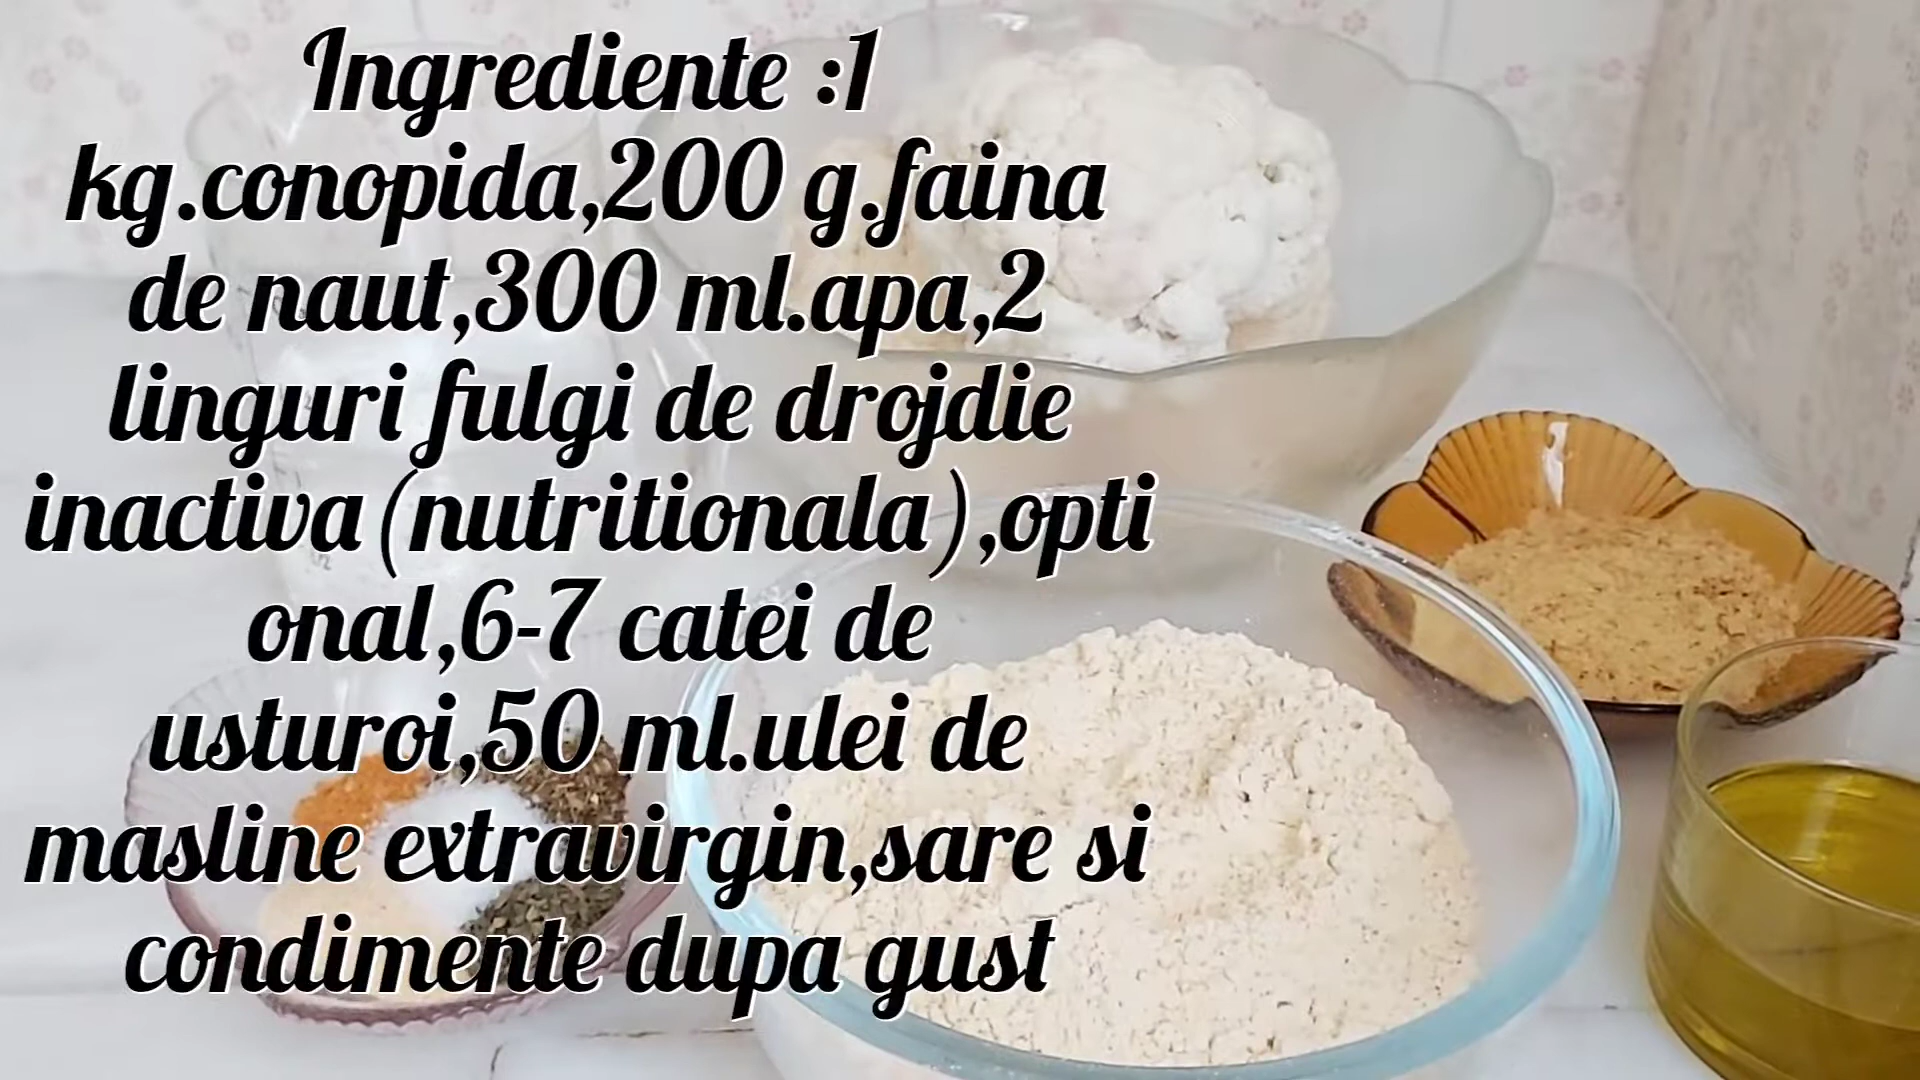 Ingrediente :1
kg.conopida,200 g.faina
de naut,300 ml.apa,2
linguri fulgi de drojdie
inactiva(nutritionala),opti
onal,6-7 catei de
usturoi,50 ml.ulei de
masline extravirgin,sare si
condimente dupa gust